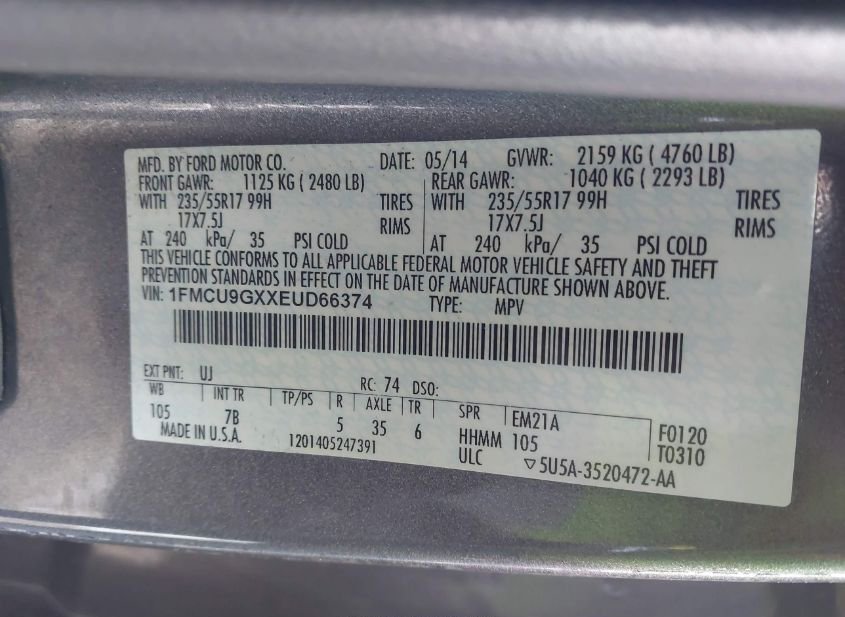 MFD. BY FORD MOTOR CO. DATE: 05/14 GVWR: 2159 KG ( 4760 LB)
FRONT GAWR: 1125 KG ( 2480 LB) REAR GAWR: 1040 KG ( 2293 LB)
WITH 235/55R17 99H TIRES WITH 235/55R17 99H TIRES
17X7.5J RIMS 17X7.5J RIMS
AT 240 kPa/ 35 PSI COLD AT 240 kPa/ 35 PSI COLD
THIS VEHICLE CONFORMS TO ALL APPLICABLE FEDERAL MOTOR VEHICLE SAFETY AND THEFT
PREVENTION STANDARDS IN EFFECT ON THE DATE OF MANUFACTURE SHOWN ABOVE.
VIN: 1FMCU9GXXEUD66374 TYPE: MPV
EXT PNT: UJ RC: 74 DSO:
WB INT TR TP/PS R AXLE TR SPR EM21A F0120
105 7B 5 35 6 HHMM 105 T0310
MADE IN U.S.A. 1201405247391 ULC ▽5U5A-3520472-AA